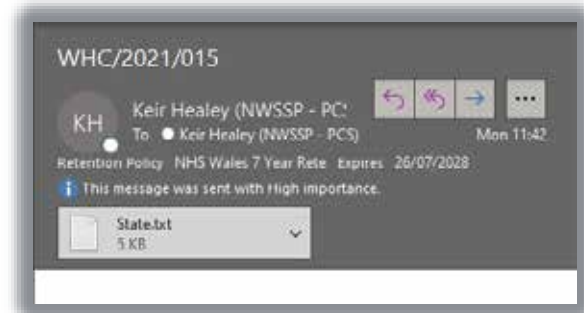 WHC/2021/015
KH
Keir Healey (NWSSP - PCS
To Keir Healey (NWSSP - PCS)
Mon 11:42
Retention Policy NHS Wales 7 Year Rete Expires 26/07/2028
This message was sent with High importance.
State.txt
5 KB